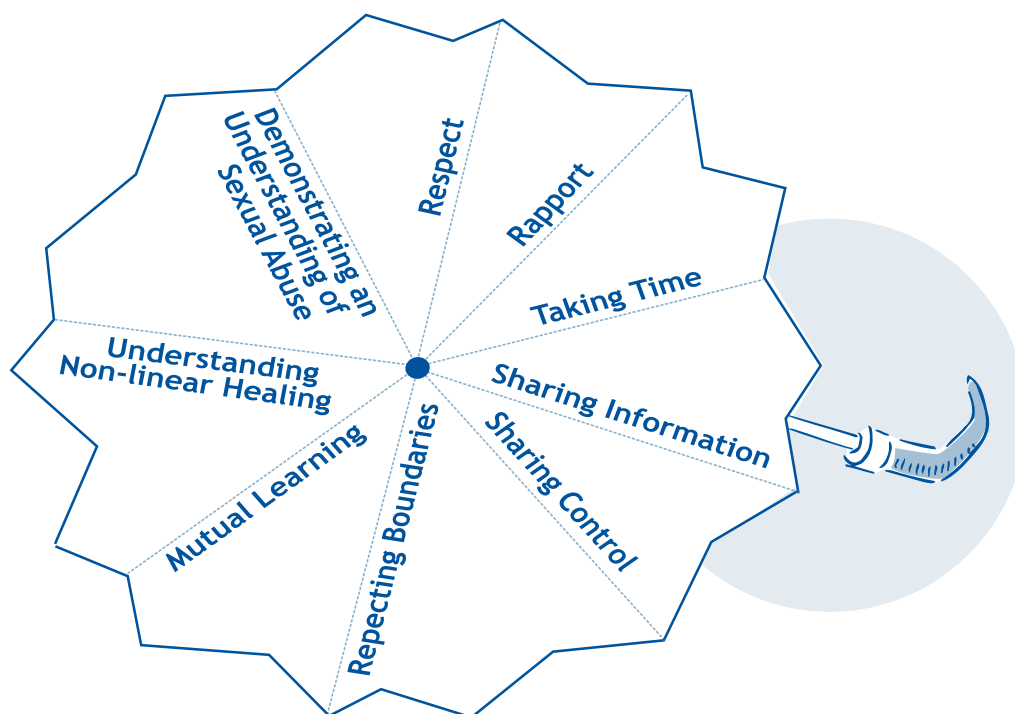 Respect
Rapport
Taking Time
Sharing Information
Sharing Control
Repecting Boundaries
Mutual Learning
Understanding
Non-linear Healing
Demonstrating an
Understanding of
Sexual Abuse